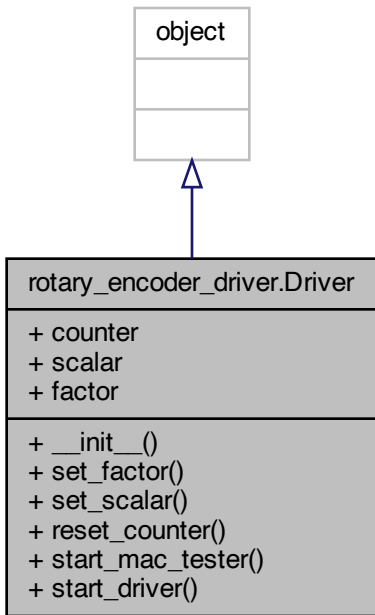 object
rotary_encoder_driver.Driver
+ counter
+ scalar
+ factor
+ __init__()
+ set_factor()
+ set_scalar()
+ reset_counter()
+ start_mac_tester()
+ start_driver()